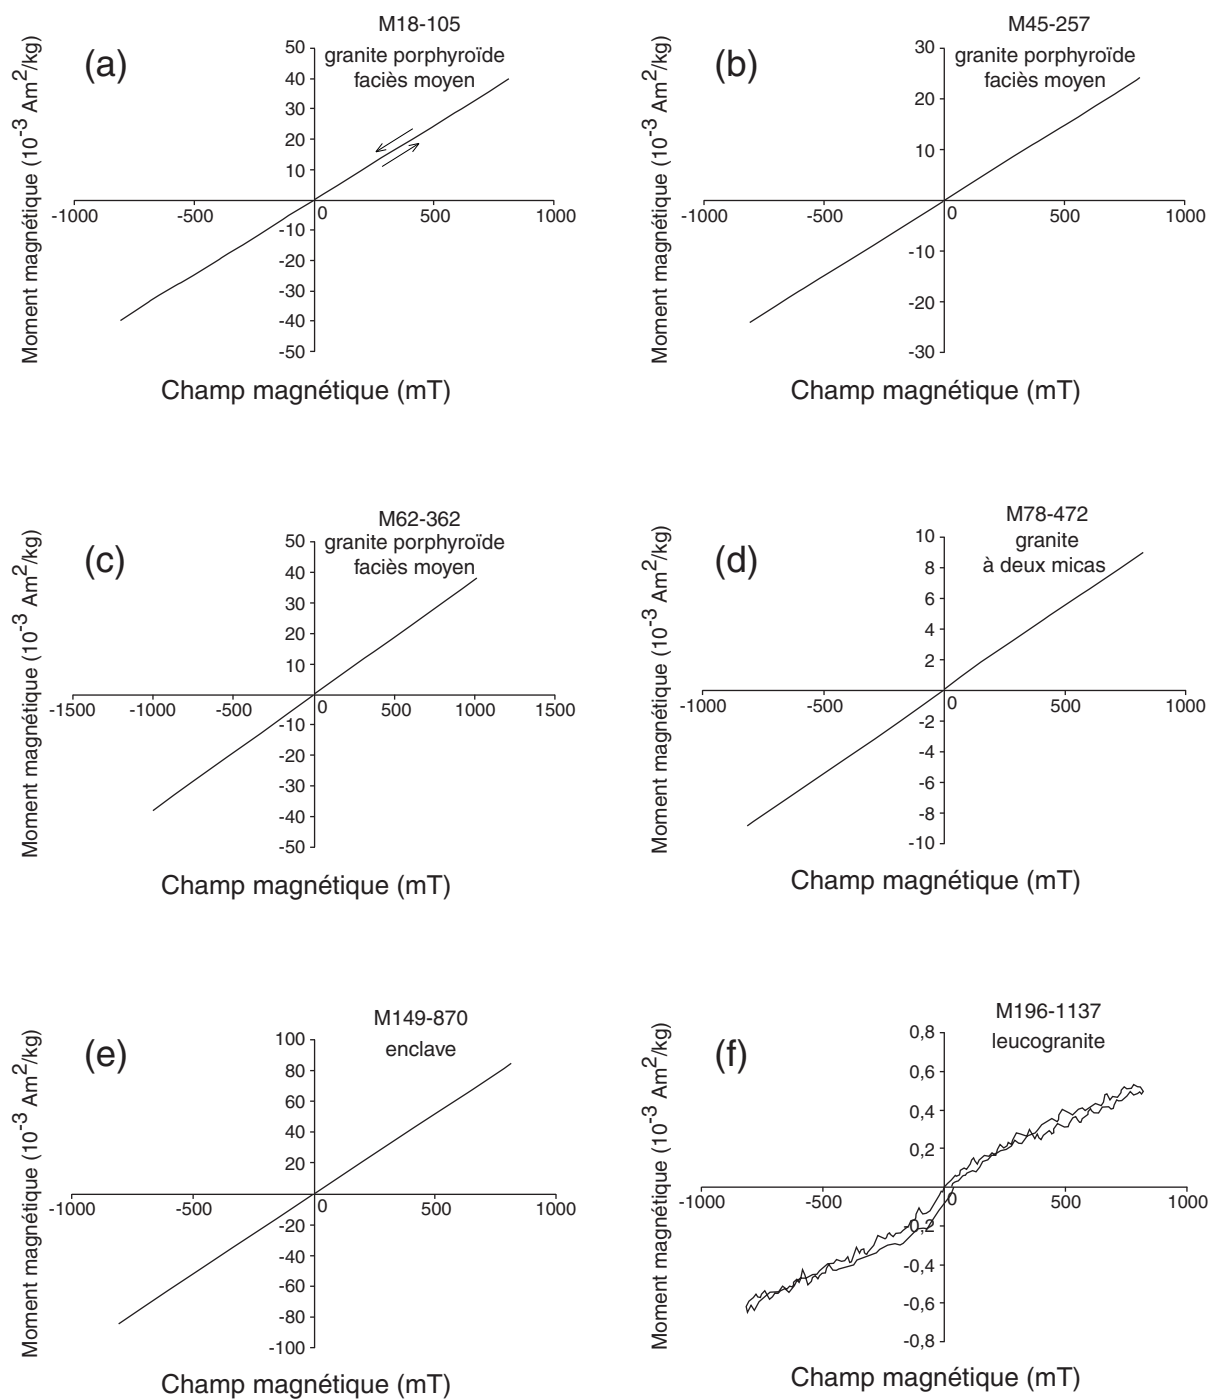 (a)
M18-105
granite porphyroïde
faciès moyen
Moment magnétique (10⁻³ Am²/kg)
50
40
30
20
10
-1000
-500
0
500
1000
-10
-20
-30
-40
-50
Champ magnétique (mT)
(b)
M45-257
granite porphyroïde
faciès moyen
Moment magnétique (10⁻³ Am²/kg)
30
20
10
-1000
-500
0
500
1000
-10
-20
-30
Champ magnétique (mT)
(c)
M62-362
granite porphyroïde
faciès moyen
Moment magnétique (10⁻³ Am²/kg)
50
40
30
20
10
-1500
-1000
-500
0
500
1000
1500
-10
-20
-30
-40
-50
Champ magnétique (mT)
(d)
M78-472
granite
à deux micas
Moment magnétique (10⁻³ Am²/kg)
10
8
6
4
2
-1000
-500
0
500
1000
-2
-4
-6
-8
-10
Champ magnétique (mT)
(e)
M149-870
enclave
Moment magnétique (10⁻³ Am²/kg)
100
80
60
40
20
-1000
-500
0
500
1000
-20
-40
-60
-80
-100
Champ magnétique (mT)
(f)
M196-1137
leucogranite
Moment magnétique (10⁻³ Am²/kg)
0,8
0,6
0,4
0,2
-1000
-500
0
500
1000
-0,2
-0,4
-0,6
-0,8
Champ magnétique (mT)